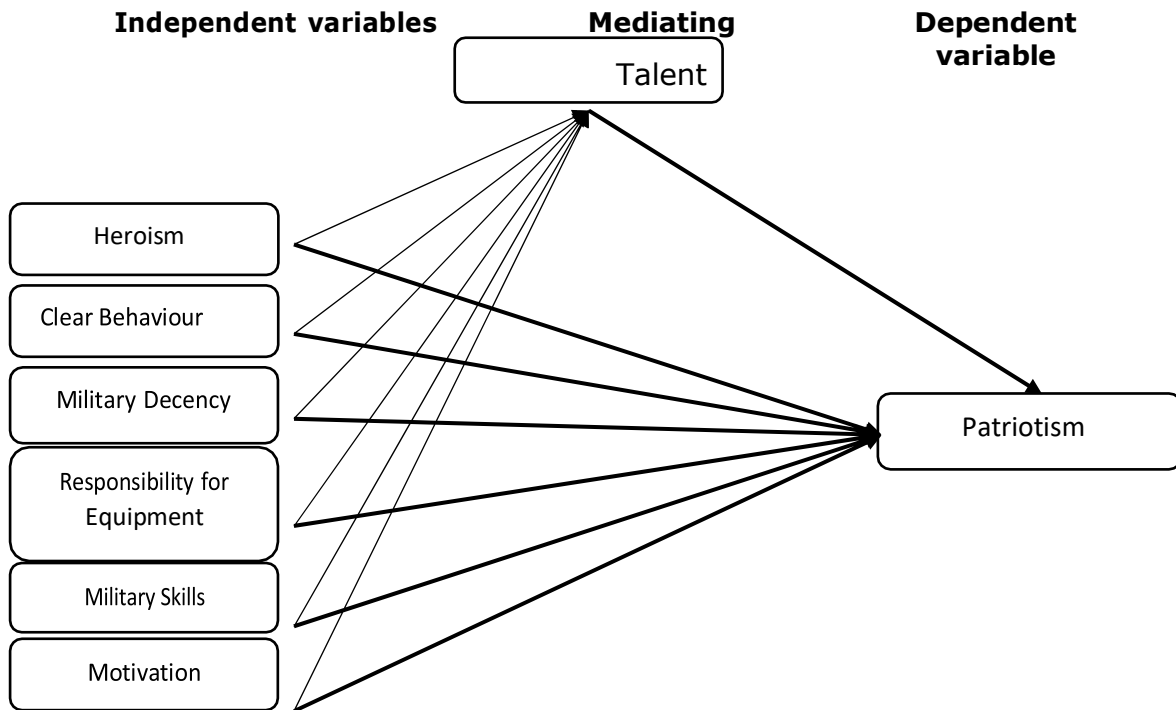 Independent variables
Mediating
Dependent
variable
Talent
Heroism
Clear Behaviour
Military Decency
Responsibility for
Equipment
Military Skills
Motivation
Patriotism